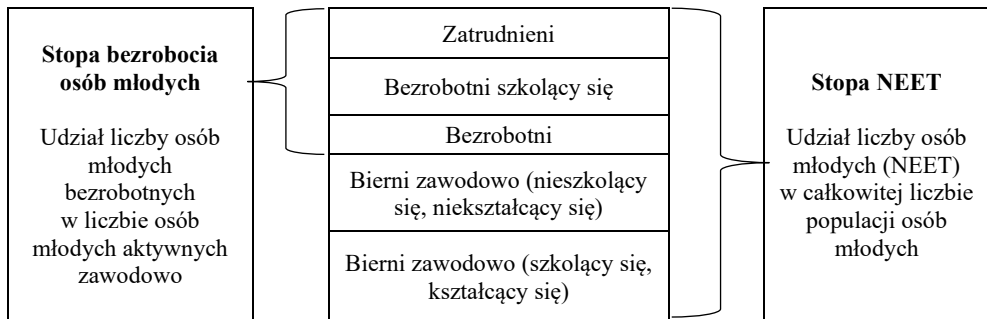 Stopa bezrobocia
osób młodych
Udział liczby osób
młodych
bezrobotnych
w liczbie osób
młodych aktywnych
zawodowo
Zatrudnieni
Bezrobotni szkolący się
Bezrobotni
Bierni zawodowo (nieszkolący
się, niekształcący się)
Bierni zawodowo (szkolący się,
kształcący się)
Stopa NEET
Udział liczby osób
młodych (NEET)
w całkowitej liczbie
populacji osób
młodych